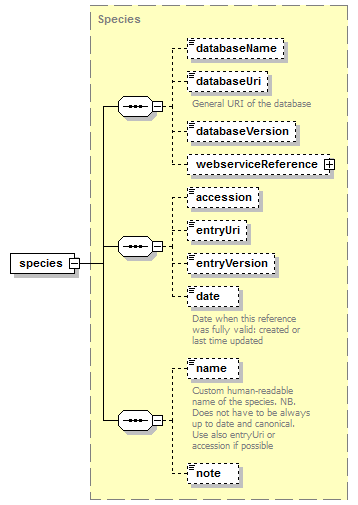 Species
databaseName
databaseUri
General URI of the database
databaseVersion
webserviceReference
accession
entryUri
species
entryVersion
date
Date when this reference
was fully valid: created or
last time updated
name
Custom human-readable
name of the species. NB.
Does not have to be always
up to date and canonical.
Use also entryUri or
accession if possible
note